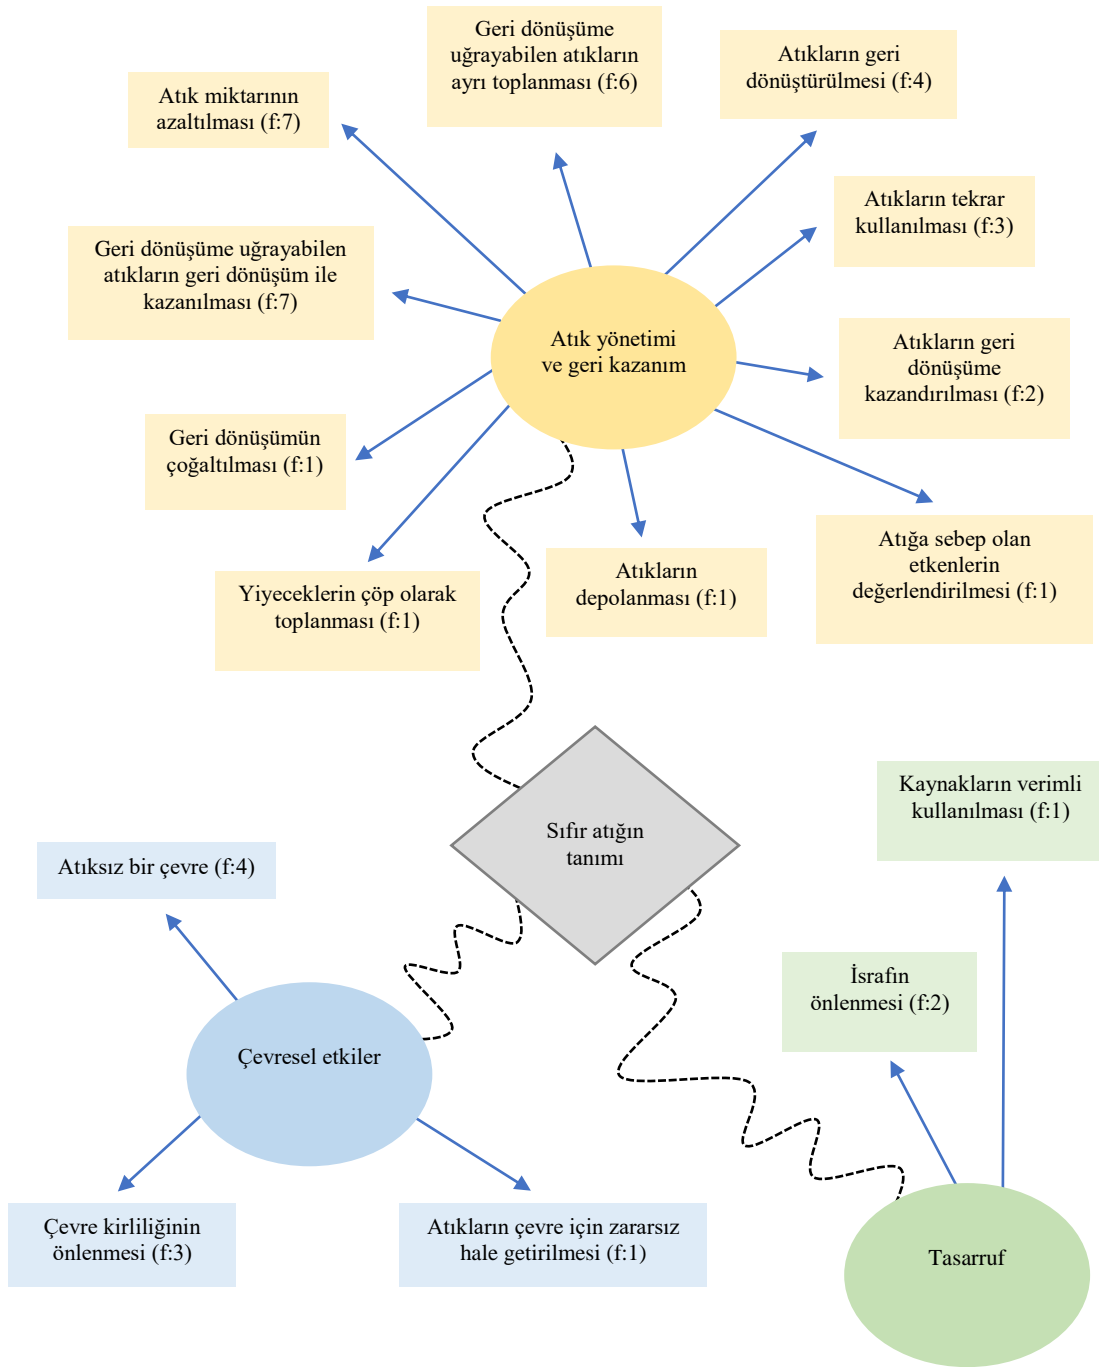 Geri dönüşüme
uğrayabilen atıkların
ayrı toplanması (f:6)
Atıkların geri
dönüştürülmesi (f:4)
Atık miktarının
azaltılması (f:7)
Atıkların tekrar
kullanılması (f:3)
Geri dönüşüme uğrayabilen
atıkların geri dönüşüm ile
kazanılması (f:7)
Atık yönetimi
ve geri kazanım
Atıkların geri
dönüşüme
kazandırılması (f:2)
Geri dönüşümün
çoğaltılması (f:1)
Atığa sebep olan
etkenlerin
değerlendirilmesi (f:1)
Atıkların
depolanması (f:1)
Yiyeceklerin çöp olarak
toplanması (f:1)
Sıfır atığın
tanımı
Kaynakların verimli
kullanılması (f:1)
Atıksız bir çevre (f:4)
İsrafın
önlenmesi (f:2)
Çevresel etkiler
Çevre kirliliğinin
önlenmesi (f:3)
Atıkların çevre için zararsız
hale getirilmesi (f:1)
Tasarruf